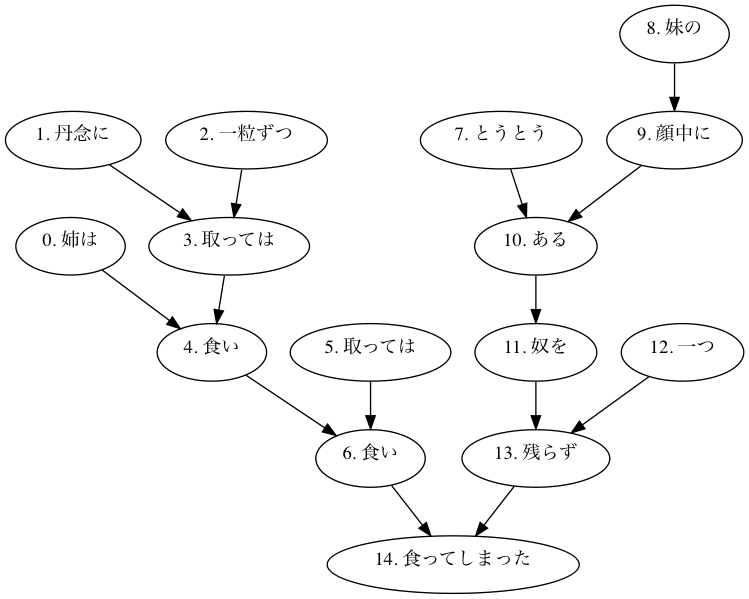 8. 妹の
1. 丹念に
2. 一粒ずつ
7. とうとう
9. 顔中に
0. 姉は
3. 取っては
10. ある
4. 食い
5. 取っては
11. 奴を
12. 一つ
6. 食い
13. 残らず
14. 食ってしまった